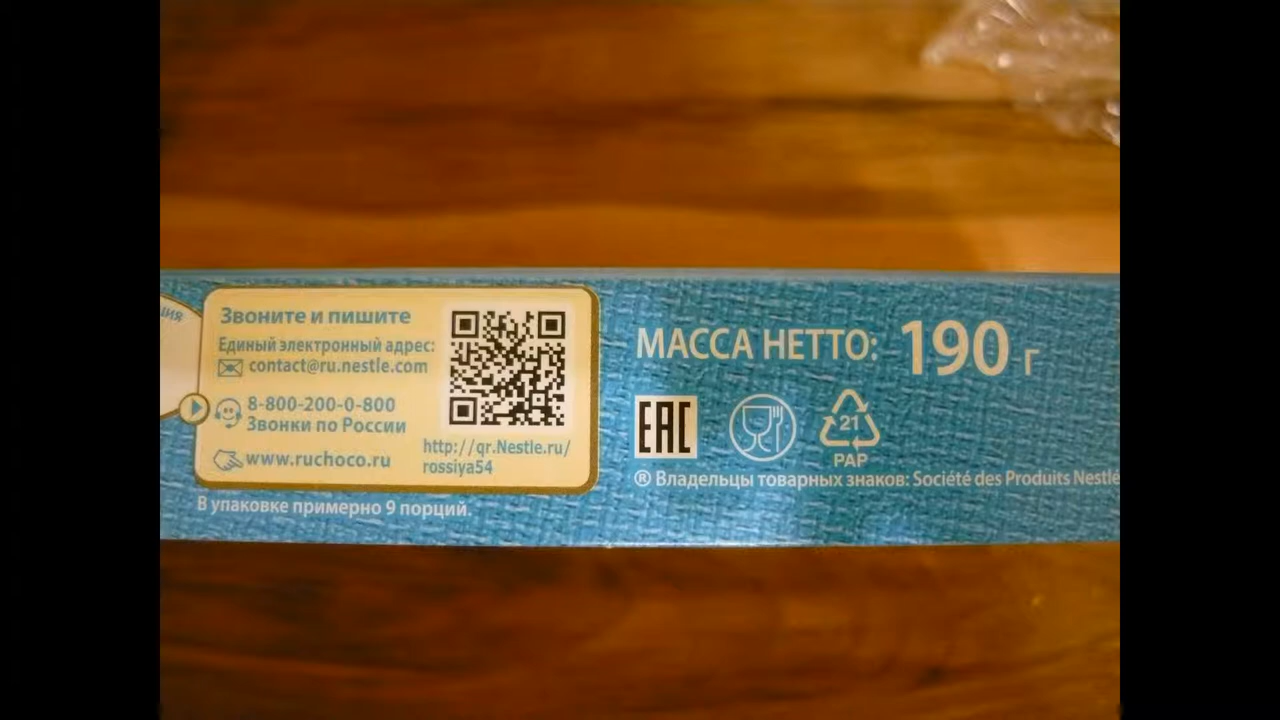 ция
Звоните и пишите
Единый электронный адрес:
contact@ru.nestle.com
8-800-200-0-800
Звонки по России
www.ruchoco.ru
http://qr.Nestle.ru/
rossiya54
В упаковке примерно 9 порций.
МАССА НЕТТО: 190 г
EAC
21
PAP
® Владельцы товарных знаков: Société des Produits Nestlé